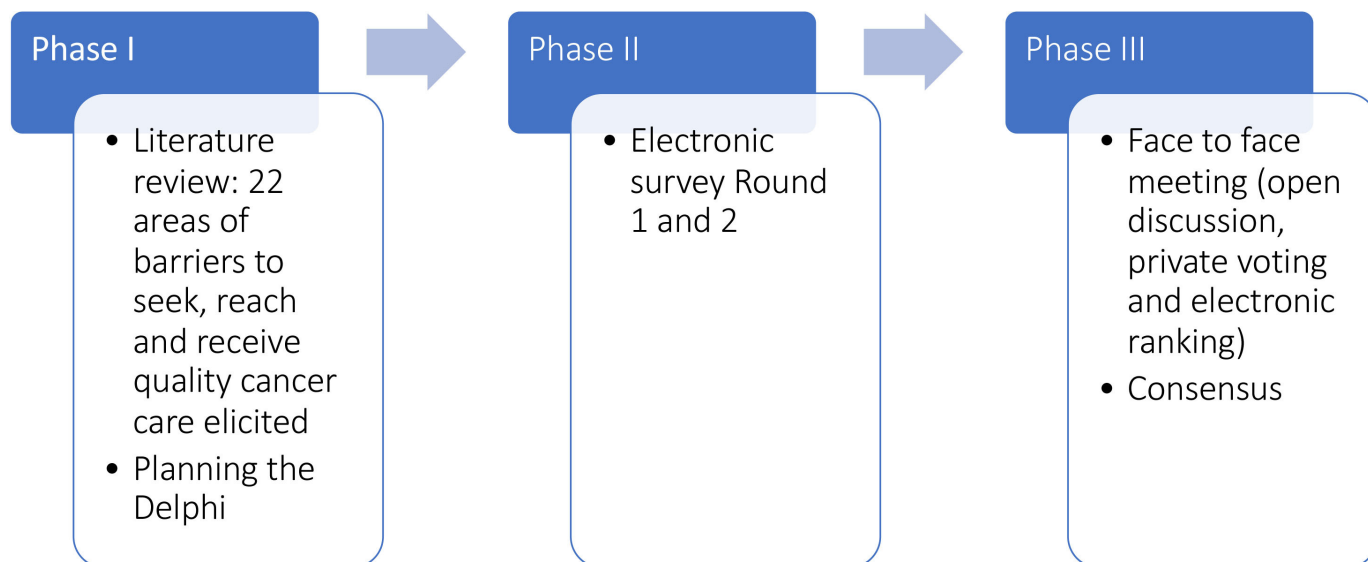 Phase I
• Literature
review: 22
areas of
barriers to
seek, reach
and receive
quality cancer
care elicited
• Planning the
Delphi
Phase II
• Electronic
survey Round
1 and 2
Phase III
• Face to face
meeting (open
discussion,
private voting
and electronic
ranking)
• Consensus